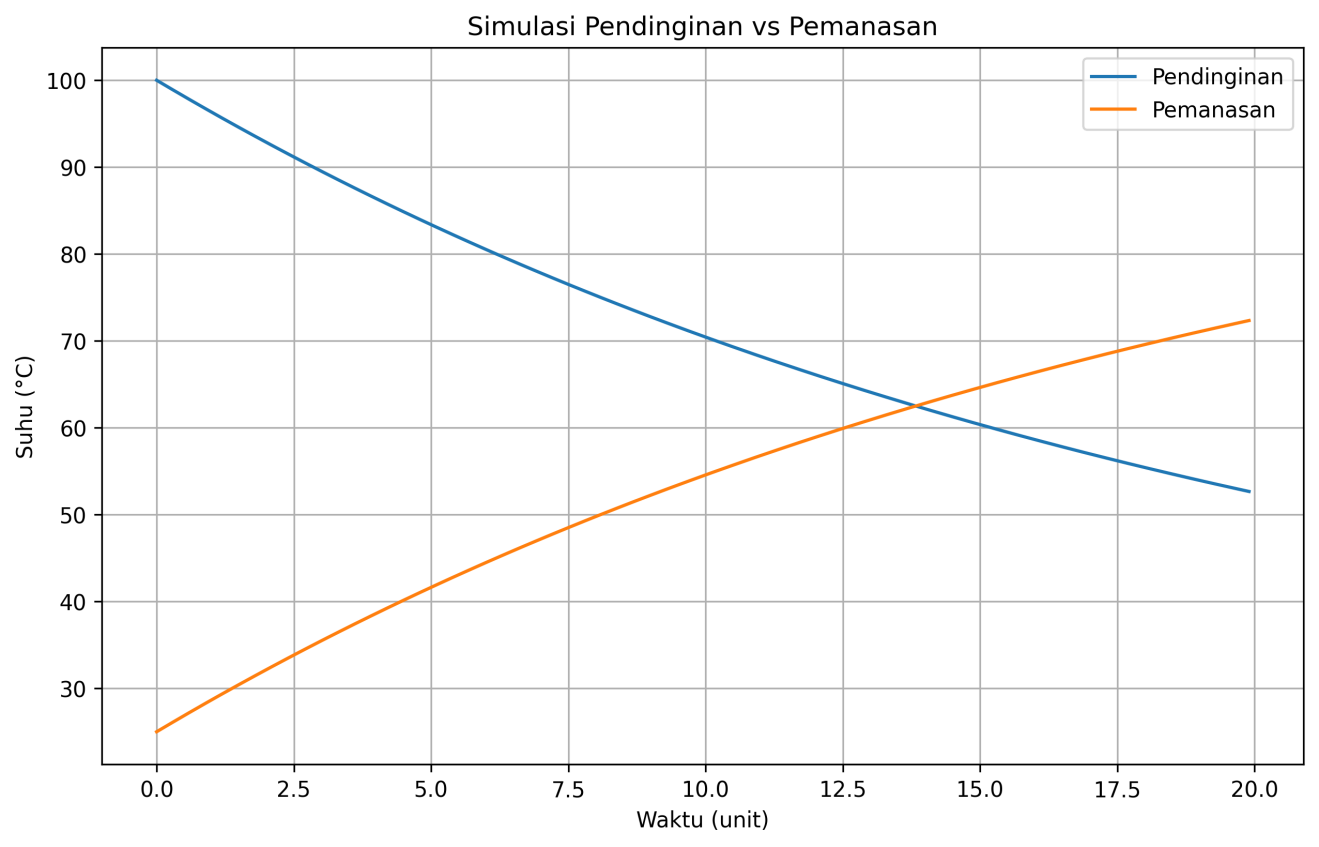 Simulasi Pendinginan vs Pemanasan
Pendinginan
Pemanasan
Suhu (°C)
100
90
80
70
60
50
40
30
0.0 2.5 5.0 7.5 10.0 12.5 15.0 17.5 20.0
Waktu (unit)